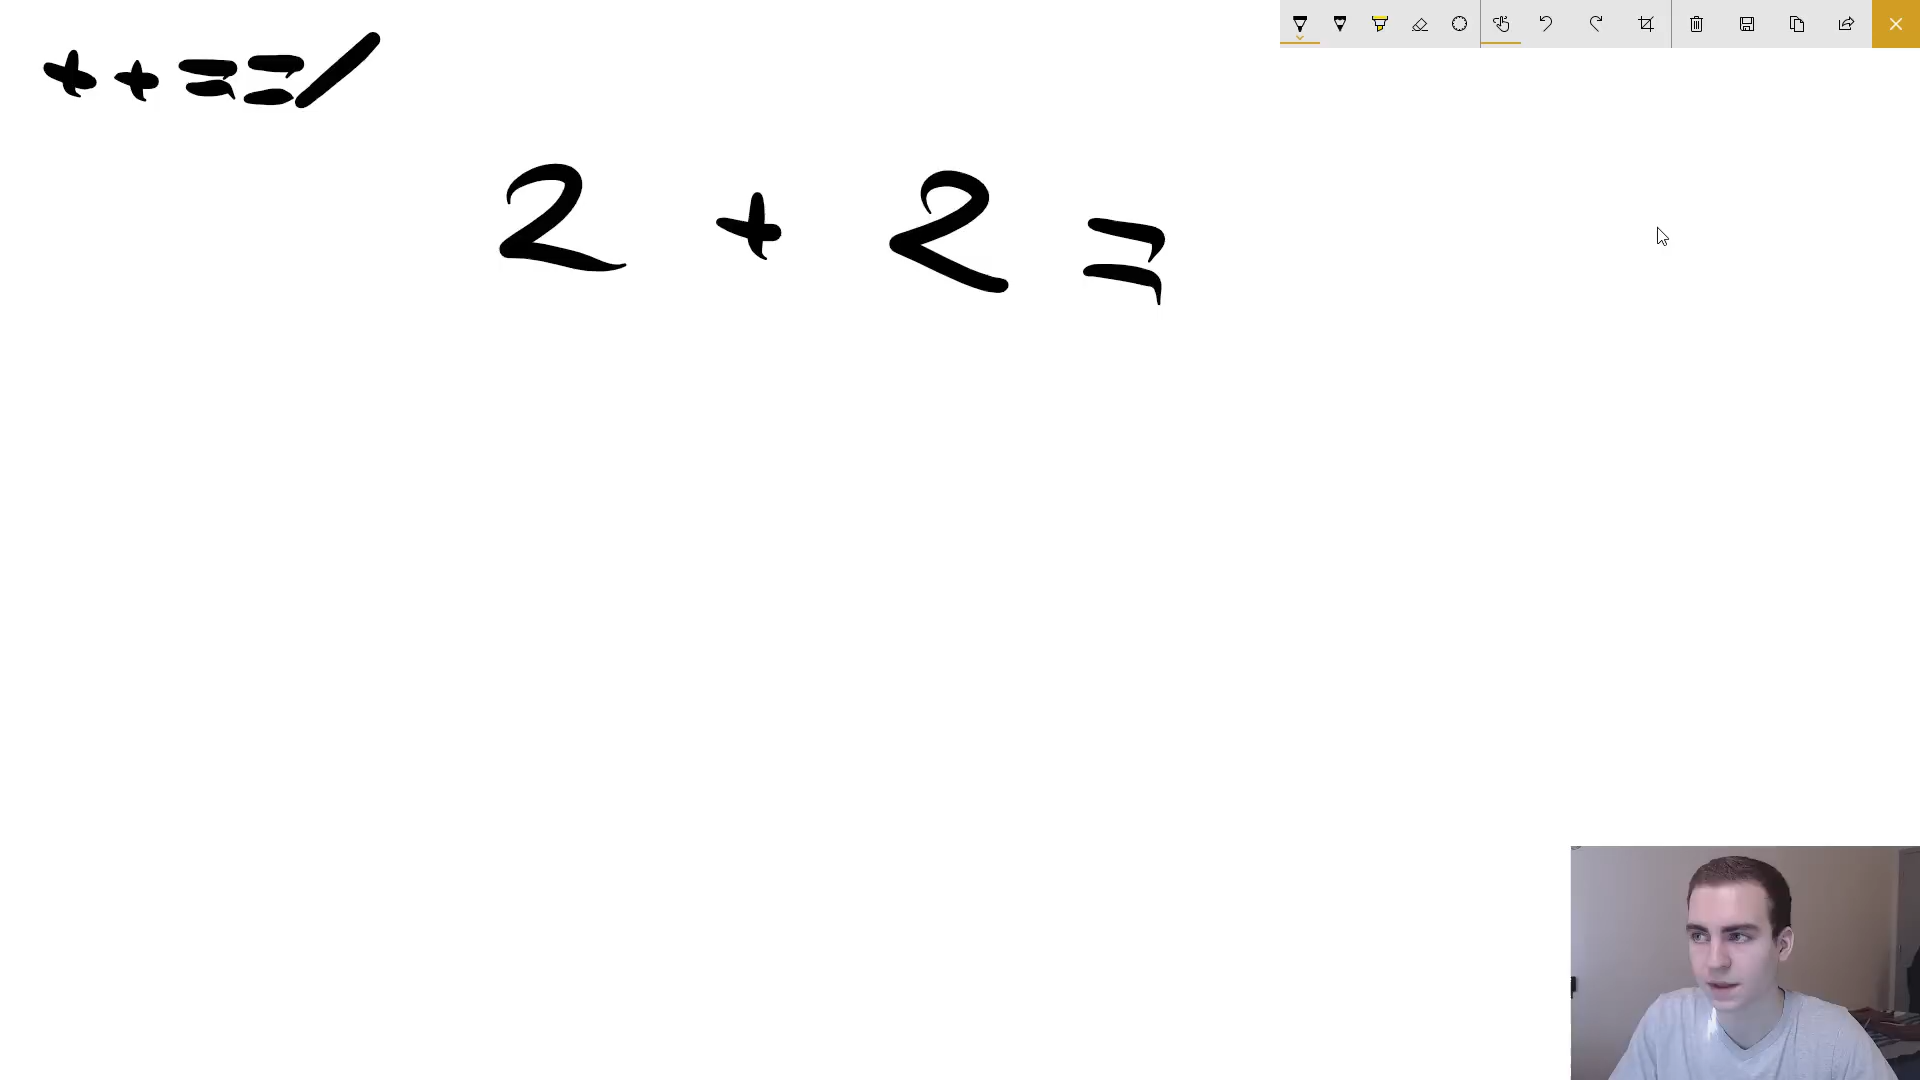 + + = = /
2 + 2 =